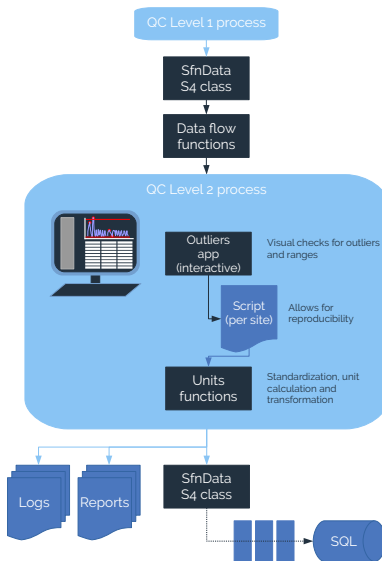 QC Level 1 process
SfnData
S4 class
Data flow
functions
QC Level 2 process
Outliers
app
(interactive)
Visual checks for outliers
and ranges
Script
(per site)
Allows for
reproducibility
Units
functions
Standardization, unit
calculation and
transformation
Logs
Reports
SfnData
S4 class
SQL